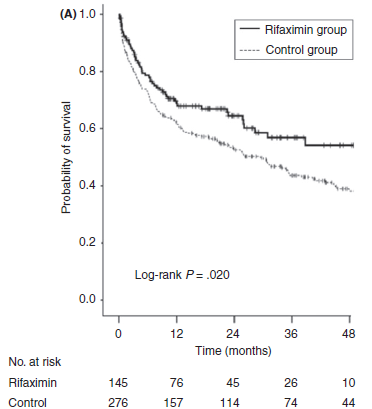 (A) 1.0
Rifaximin group
Control group
0.8
0.6
0.4
0.2
0.0
Probability of survival
Log-rank P = .020
0 12 24 36 48
Time (months)
No. at risk
Rifaximin 145 76 45 26 10
Control 276 157 114 74 44